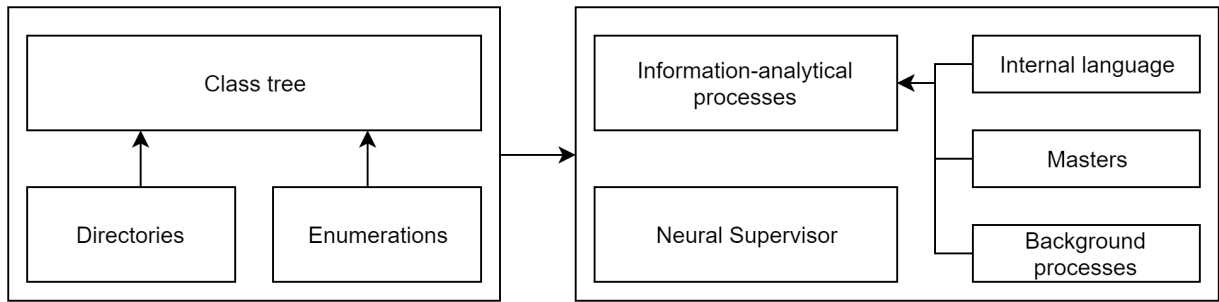 Class tree
Directories
Enumerations
Information-analytical
processes
Neural Supervisor
Internal language
Masters
Background
processes